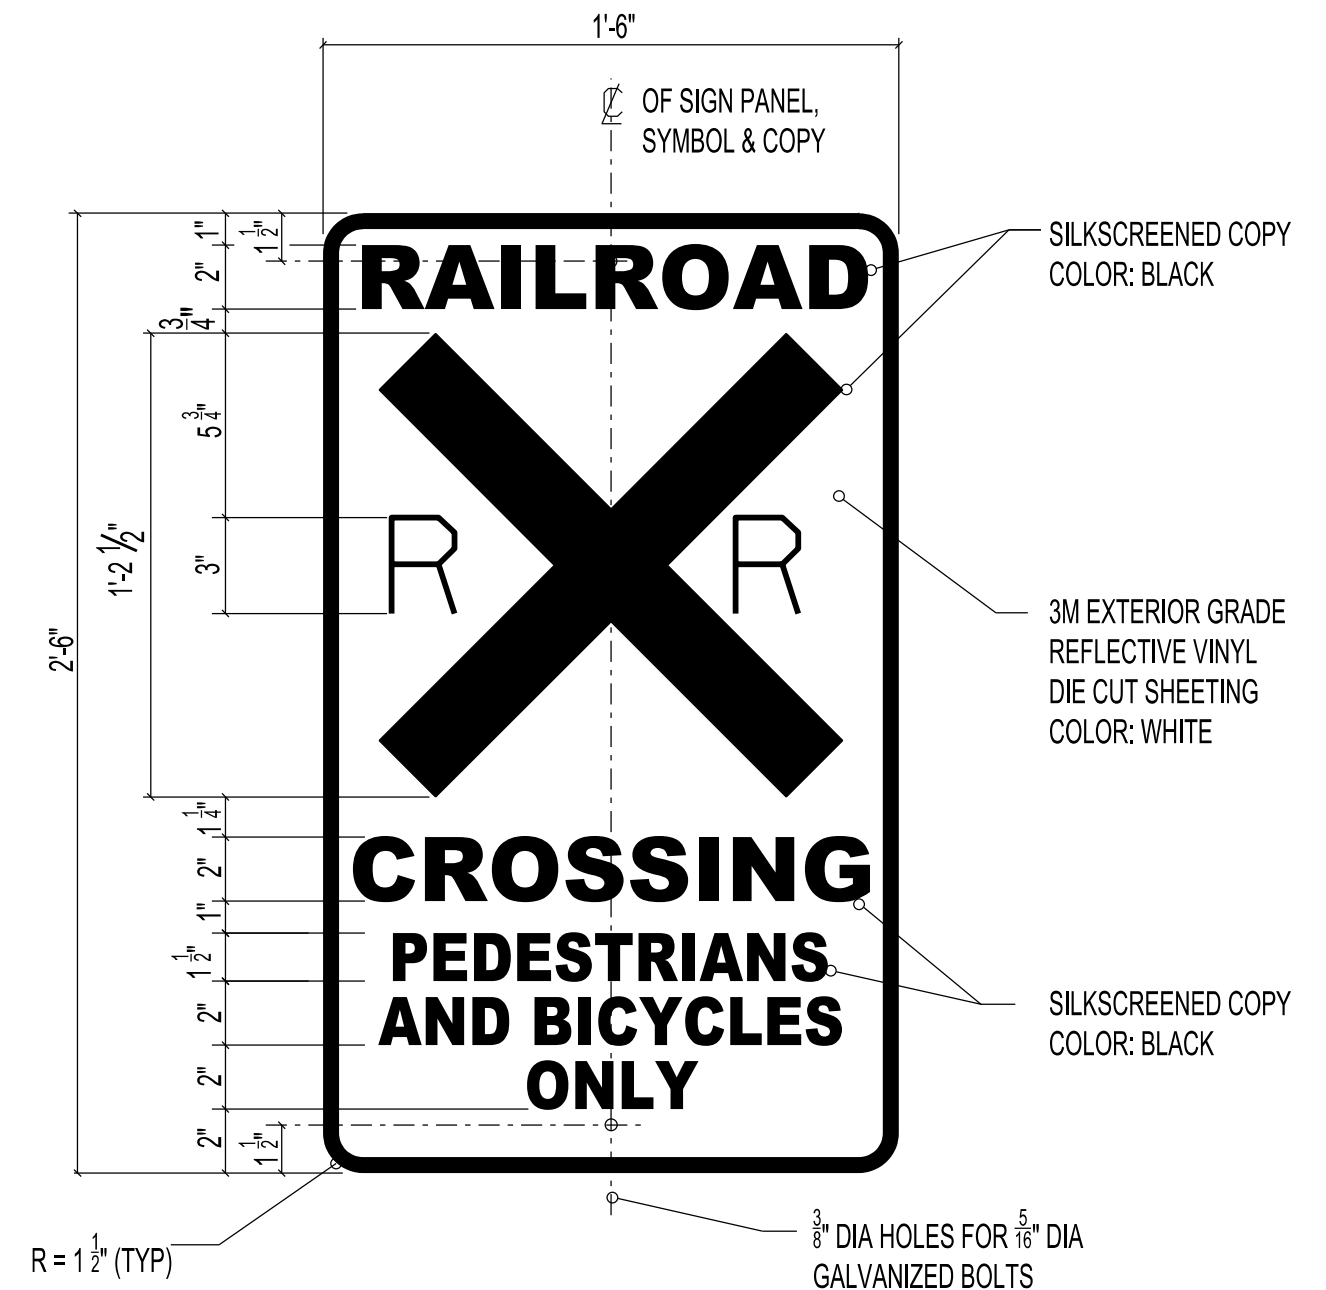 1'-6"
℄ OF SIGN PANEL,
SYMBOL & COPY
1"
1 1/2"
2"
3/4"
5 3/4"
3"
1'-2 1/2"
2'-6"
1 1/4"
2"
1"
1 1/2"
2"
2"
2"
1 1/2"
RAILROAD
R R
CROSSING
PEDESTRIANS
AND BICYCLES
ONLY
SILKSCREENED COPY
COLOR: BLACK
3M EXTERIOR GRADE
REFLECTIVE VINYL
DIE CUT SHEETING
COLOR: WHITE
SILKSCREENED COPY
COLOR: BLACK
R = 1 1/2" (TYP)
3/8" DIA HOLES FOR 5/16" DIA
GALVANIZED BOLTS